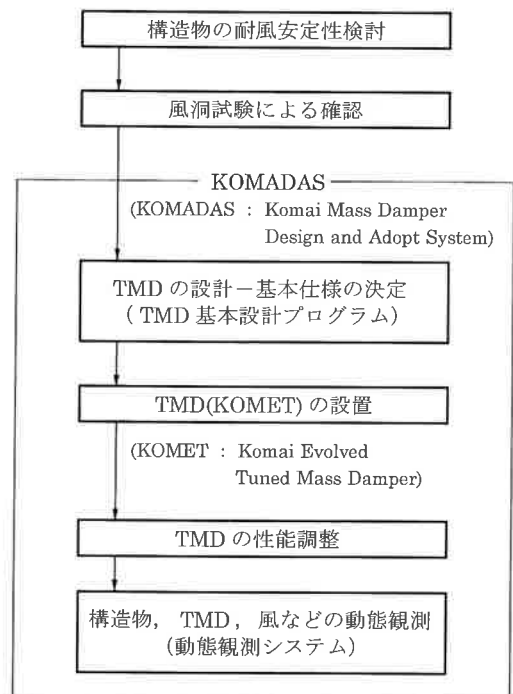 構造物の耐風安定性検討
風洞試験による確認
KOMADAS
(KOMADAS : Komai Mass Damper
Design and Adopt System)
TMD の設計－基本仕様の決定
( TMD 基本設計プログラム)
TMD(KOMET) の設置
(KOMET : Komai Evolved
Tuned Mass Damper)
TMD の性能調整
構造物, TMD, 風などの動態観測
(動態観測システム)